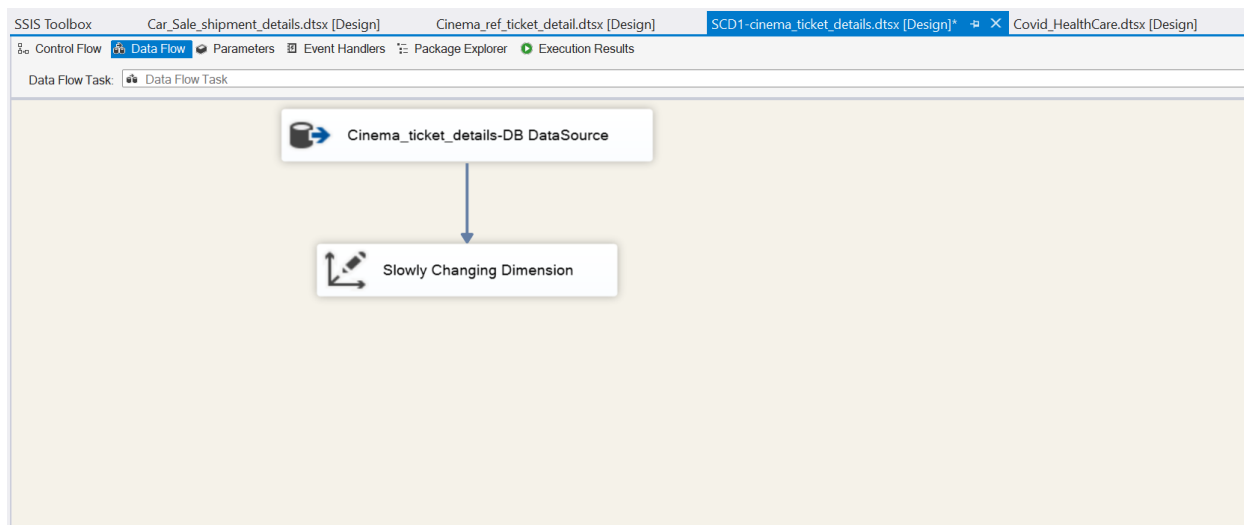 SSIS Toolbox Car_Sale_shipment_details.dtsx [Design] Cinema_ref_ticket_detail.dtsx [Design] SCD1-cinema_ticket_details.dtsx [Design]* Covid_HealthCare.dtsx [Design]
Control Flow Data Flow Parameters Event Handlers Package Explorer Execution Results
Data Flow Task: Data Flow Task
Cinema_ticket_details-DB DataSource
Slowly Changing Dimension